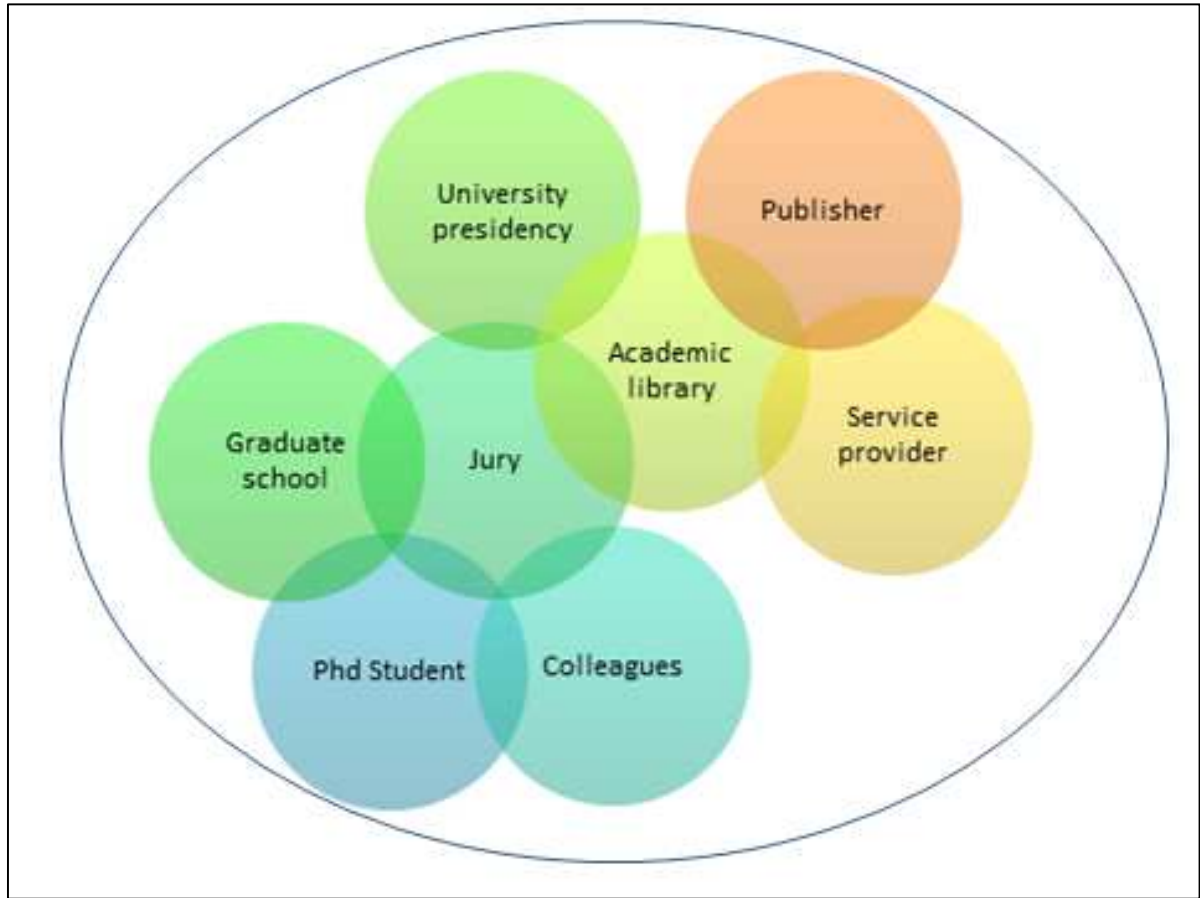 University
presidency
Publisher
Academic
library
Service
provider
Graduate
school
Jury
Phd Student
Colleagues